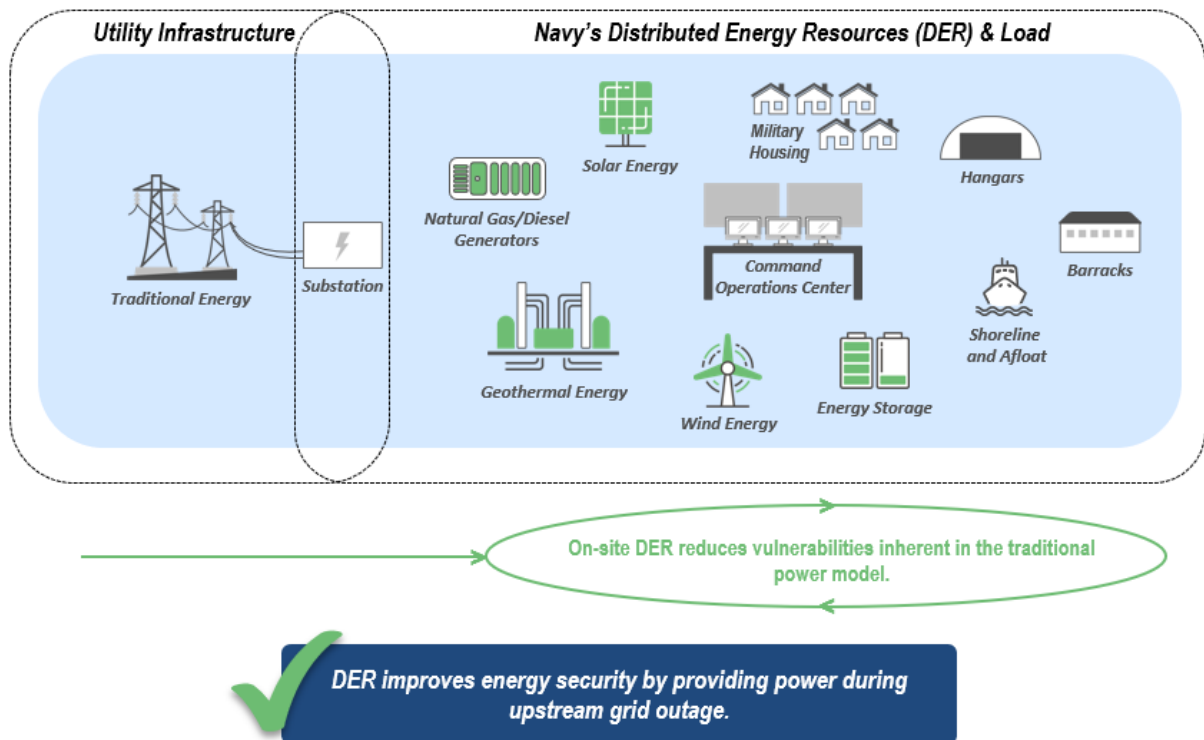 Utility Infrastructure
Navy's Distributed Energy Resources (DER) & Load
Traditional Energy
Substation
Natural Gas/Diesel
Generators
Solar Energy
Military
Housing
Hangars
Command
Operations Center
Barracks
Shoreline
and Afloat
Geothermal Energy
Wind Energy
Energy Storage
On-site DER reduces vulnerabilities inherent in the traditional
power model.
DER improves energy security by providing power during
upstream grid outage.